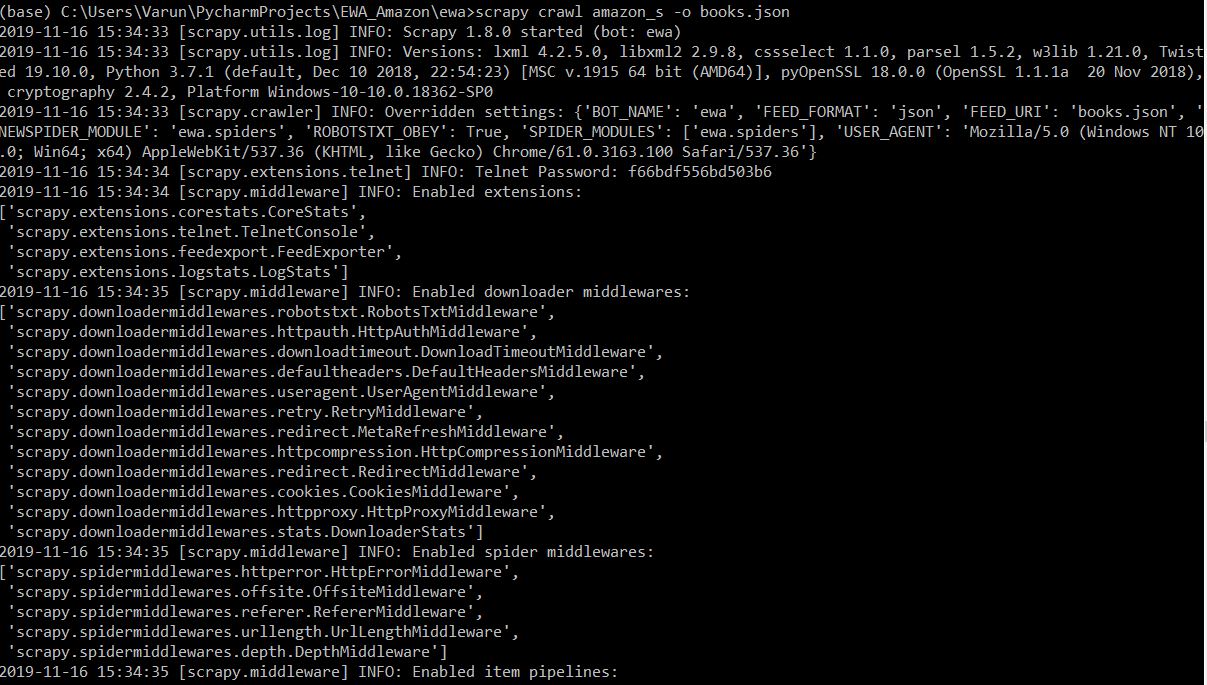 (base) C:\Users\Varun\PycharmProjects\EWA_Amazon\ewa>scrapy crawl amazon_s -o books.json
2019-11-16 15:34:33 [scrapy.utils.log] INFO: Scrapy 1.8.0 started (bot: ewa)
2019-11-16 15:34:33 [scrapy.utils.log] INFO: Versions: lxml 4.2.5.0, libxml2 2.9.8, cssselect 1.1.0, parsel 1.5.2, w3lib 1.21.0, Twist
ed 19.10.0, Python 3.7.1 (default, Dec 10 2018, 22:54:23) [MSC v.1915 64 bit (AMD64)], pyOpenSSL 18.0.0 (OpenSSL 1.1.1a  20 Nov 2018),
 cryptography 2.4.2, Platform Windows-10-10.0.18362-SP0
2019-11-16 15:34:33 [scrapy.crawler] INFO: Overridden settings: {'BOT_NAME': 'ewa', 'FEED_FORMAT': 'json', 'FEED_URI': 'books.json', '
NEWSPIDER_MODULE': 'ewa.spiders', 'ROBOTSTXT_OBEY': True, 'SPIDER_MODULES': ['ewa.spiders'], 'USER_AGENT': 'Mozilla/5.0 (Windows NT 10
.0; Win64; x64) AppleWebKit/537.36 (KHTML, like Gecko) Chrome/61.0.3163.100 Safari/537.36'}
2019-11-16 15:34:34 [scrapy.extensions.telnet] INFO: Telnet Password: f66bdf556bd503b6
2019-11-16 15:34:34 [scrapy.middleware] INFO: Enabled extensions:
['scrapy.extensions.corestats.CoreStats',
 'scrapy.extensions.telnet.TelnetConsole',
 'scrapy.extensions.feedexport.FeedExporter',
 'scrapy.extensions.logstats.LogStats']
2019-11-16 15:34:35 [scrapy.middleware] INFO: Enabled downloader middlewares:
['scrapy.downloadermiddlewares.robotstxt.RobotsTxtMiddleware',
 'scrapy.downloadermiddlewares.httpauth.HttpAuthMiddleware',
 'scrapy.downloadermiddlewares.downloadtimeout.DownloadTimeoutMiddleware',
 'scrapy.downloadermiddlewares.defaultheaders.DefaultHeadersMiddleware',
 'scrapy.downloadermiddlewares.useragent.UserAgentMiddleware',
 'scrapy.downloadermiddlewares.retry.RetryMiddleware',
 'scrapy.downloadermiddlewares.redirect.MetaRefreshMiddleware',
 'scrapy.downloadermiddlewares.httpcompression.HttpCompressionMiddleware',
 'scrapy.downloadermiddlewares.redirect.RedirectMiddleware',
 'scrapy.downloadermiddlewares.cookies.CookiesMiddleware',
 'scrapy.downloadermiddlewares.httpproxy.HttpProxyMiddleware',
 'scrapy.downloadermiddlewares.stats.DownloaderStats']
2019-11-16 15:34:35 [scrapy.middleware] INFO: Enabled spider middlewares:
['scrapy.spidermiddlewares.httperror.HttpErrorMiddleware',
 'scrapy.spidermiddlewares.offsite.OffsiteMiddleware',
 'scrapy.spidermiddlewares.referer.RefererMiddleware',
 'scrapy.spidermiddlewares.urllength.UrlLengthMiddleware',
 'scrapy.spidermiddlewares.depth.DepthMiddleware']
2019-11-16 15:34:35 [scrapy.middleware] INFO: Enabled item pipelines: